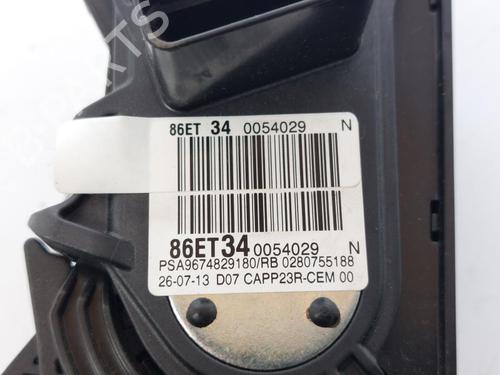 86ET 34 0054029 N
86ET34 0054029 N
PSA9674829180/RB 0280755188
26-07-13 D07 CAPP23R-CEM 00